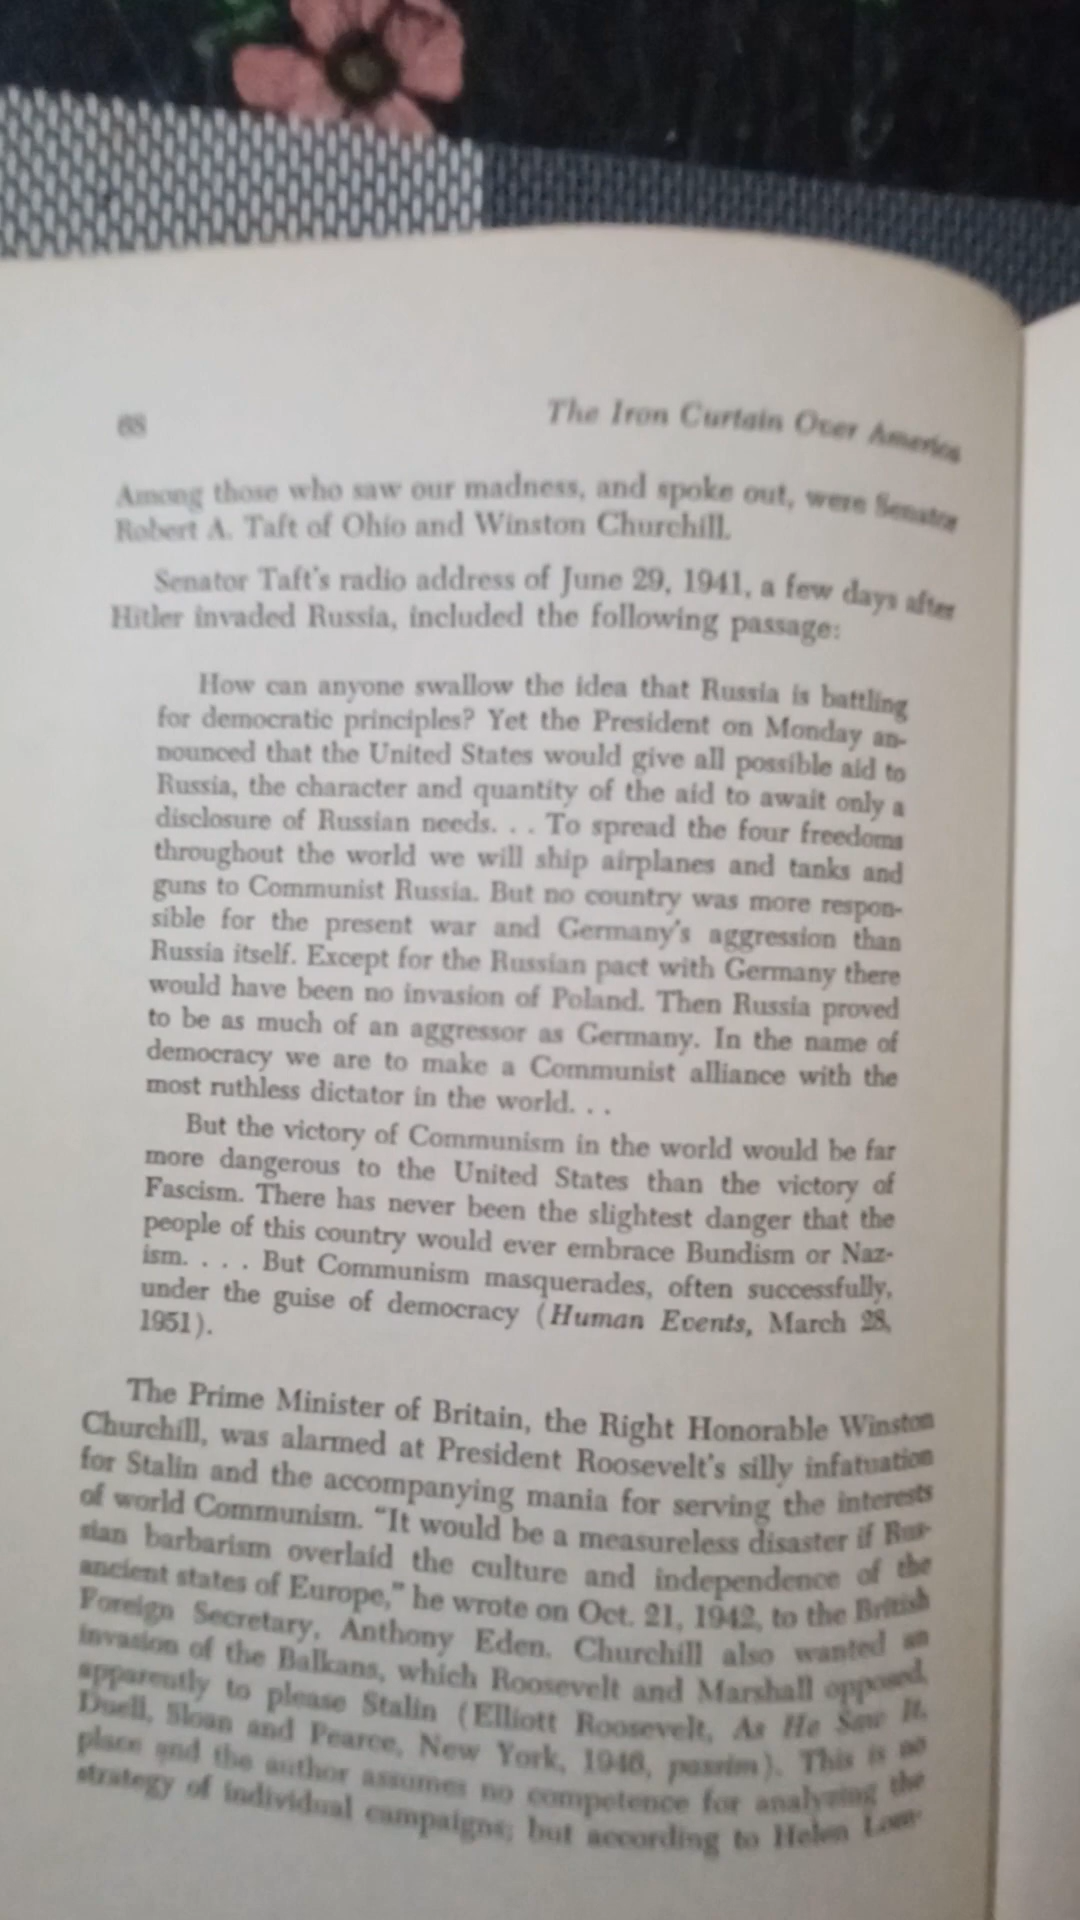 68
The Iron Curtain Over America
Among those who saw our madness, and spoke out, were Senator
Robert A. Taft of Ohio and Winston Churchill.
Senator Taft's radio address of June 29, 1941, a few days after
Hitler invaded Russia, included the following passage:
How can anyone swallow the idea that Russia is battling
for democratic principles? Yet the President on Monday an-
nounced that the United States would give all possible aid to
Russia, the character and quantity of the aid to await only a
disclosure of Russian needs. . . To spread the four freedoms
throughout the world we will ship airplanes and tanks and
guns to Communist Russia. But no country was more respon-
sible for the present war and Germany's aggression than
Russia itself. Except for the Russian pact with Germany there
would have been no invasion of Poland. Then Russia proved
to be as much of an aggressor as Germany. In the name of
democracy we are to make a Communist alliance with the
most ruthless dictator in the world. . .
But the victory of Communism in the world would be far
more dangerous to the United States than the victory of
Fascism. There has never been the slightest danger that the
people of this country would ever embrace Bundism or Naz-
ism. . . . But Communism masquerades, often successfully,
under the guise of democracy (Human Events, March 28,
1951).
The Prime Minister of Britain, the Right Honorable Winston
Churchill, was alarmed at President Roosevelt's silly infatuation
for Stalin and the accompanying mania for serving the interests
of world Communism. "It would be a measureless disaster if Rus-
sian barbarism overlaid the culture and independence of the
ancient states of Europe," he wrote on Oct. 21, 1942, to the British
Foreign Secretary, Anthony Eden. Churchill also wanted an
invasion of the Balkans, which Roosevelt and Marshall opposed,
apparently to please Stalin (Elliott Roosevelt, As He Saw It,
Duell, Sloan and Pearce, New York, 1946, passim). This is no
place and the author assumes no competence for analyzing the
strategy of individual campaigns; but according to Helen Lom-